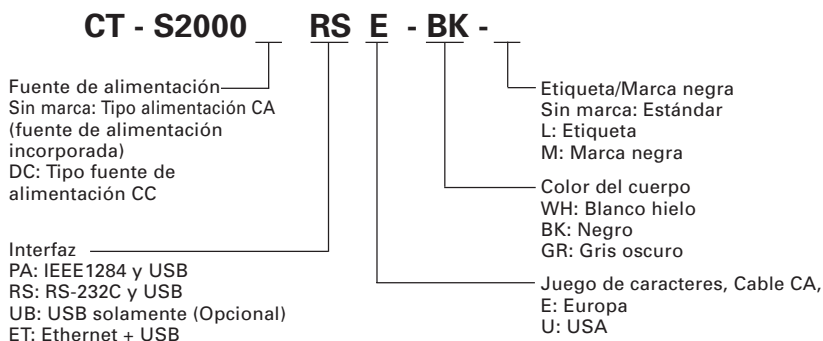 CT - S2000 RS E - BK -
Fuente de alimentación
Sin marca: Tipo alimentación CA
(fuente de alimentación
incorporada)
DC: Tipo fuente de
alimentación CC
Interfaz
PA: IEEE1284 y USB
RS: RS-232C y USB
UB: USB solamente (Opcional)
ET: Ethernet + USB
Etiqueta/Marca negra
Sin marca: Estándar
L: Etiqueta
M: Marca negra
Color del cuerpo
WH: Blanco hielo
BK: Negro
GR: Gris oscuro
Juego de caracteres, Cable CA,
E: Europa
U: USA